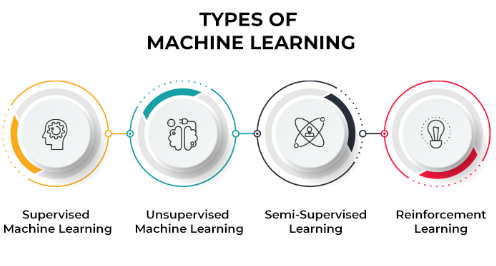 TYPES OF
MACHINE LEARNING
Supervised
Machine Learning
Unsupervised
Machine Learning
Semi-Supervised
Learning
Reinforcement
Learning